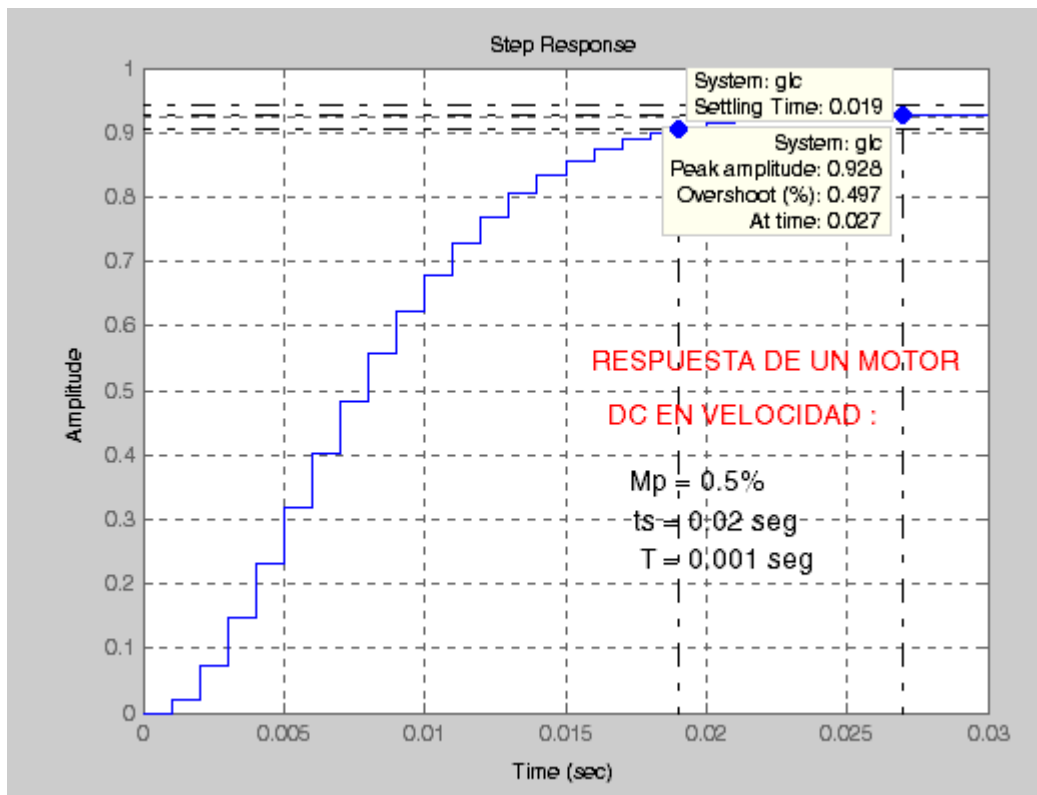 Step Response
1
System: glc
Settling Time: 0.019
0.9
System: glc
Peak amplitude: 0.928
Overshoot (%): 0.497
At time: 0.027
0.8
0.7
0.6
RESPUESTA DE UN MOTOR
DC EN VELOCIDAD :
Amplitude
0.5
0.4
Mp = 0.5%
0.3
ts = 0.02 seg
T = 0.001 seg
0.2
0.1
0
0 0.005 0.01 0.015 0.02 0.025 0.03
Time (sec)